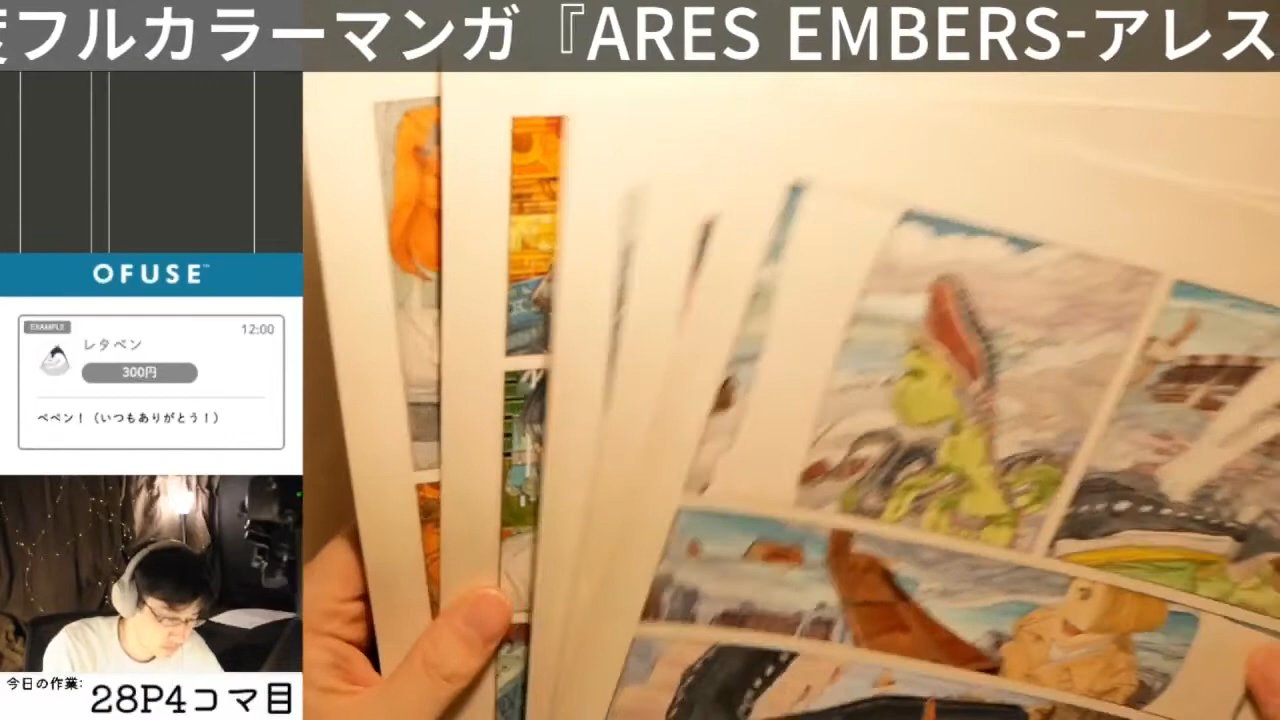 フルカラーマンガ『ARES EMBERS-アレス
OFUSE™
EXAMPLE
12:00
レタペン
300円
ペペン！（いつもありがとう！）
今日の作業:
28P4コマ目